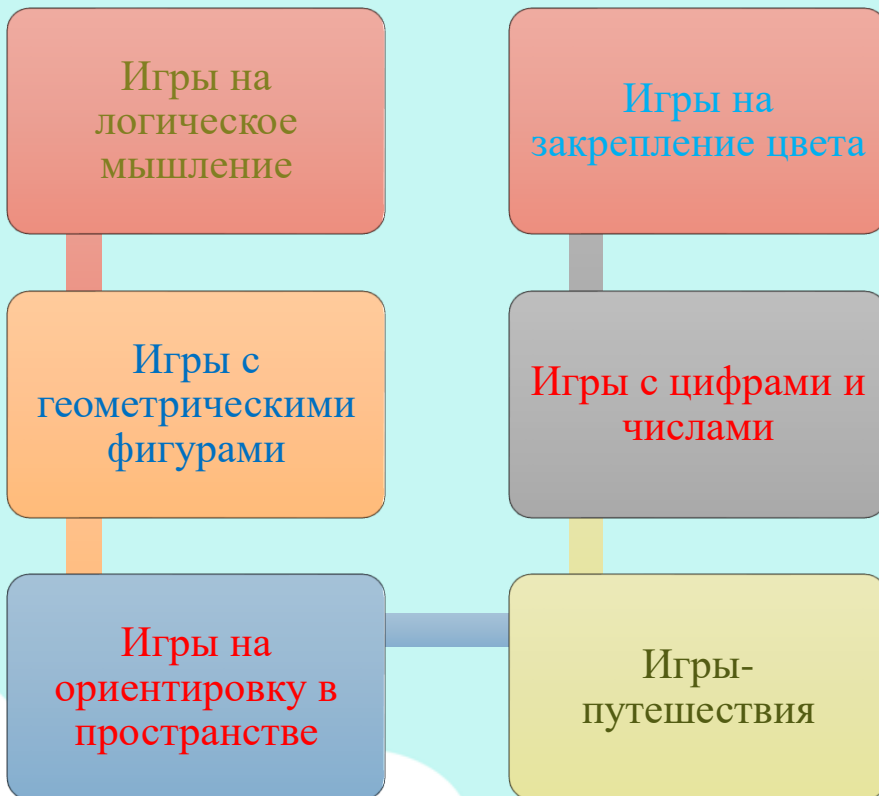 Игры на
логическое
мышление
Игры с
геометрическими
фигурами
Игры на
ориентировку в
пространстве
Игры-
путешествия
Игры с цифрами и
числами
Игры на
закрепление цвета